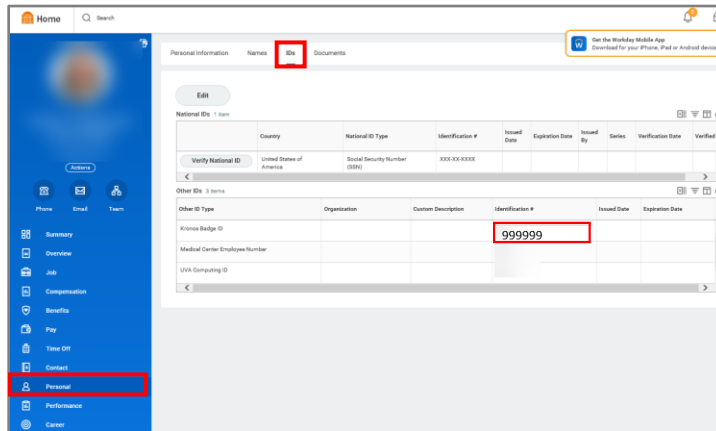 Home
Search
2
Get the Workday Mobile App
Download for your iPhone, iPad or Android device
Personal Information Names IDs Documents
Edit
National IDs 1 item
Country National ID Type Identification # Issued Date Expiration Date Issued By Series Verification Date Verified
Verify National ID United States of America Social Security Number (SSN) XXX-XX-XXXX
Other IDs 3 items
Other ID Type Organization Custom Description Identification # Issued Date Expiration Date
Kronos Badge ID 999999
Medical Center Employee Number
UVA Computing ID
Actions
Phone Email Team
Summary
Overview
Job
Compensation
Benefits
Pay
Time Off
Contact
Personal
Performance
Career